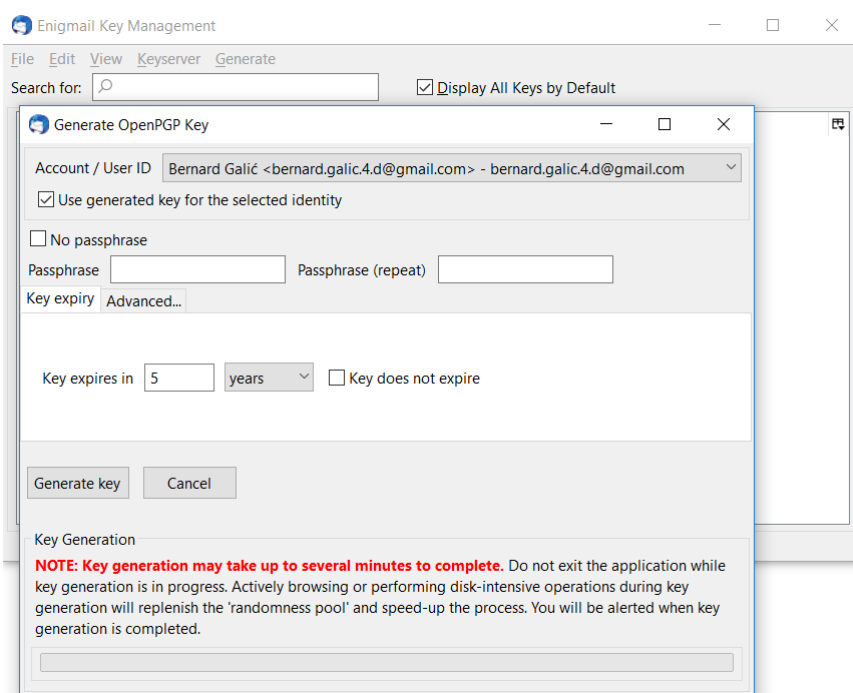 Enigmail Key Management
File Edit View Keyserver Generate
Search for: Display All Keys by Default
Generate OpenPGP Key
Account / User ID Bernard Galić <bernard.galic.4.d@gmail.com> - bernard.galic.4.d@gmail.com
Use generated key for the selected identity
No passphrase
Passphrase Passphrase (repeat)
Key expiry Advanced...
Key expires in 5 years Key does not expire
Generate key Cancel
Key Generation
NOTE: Key generation may take up to several minutes to complete. Do not exit the application while
key generation is in progress. Actively browsing or performing disk-intensive operations during key
generation will replenish the 'randomness pool' and speed-up the process. You will be alerted when key
generation is completed.